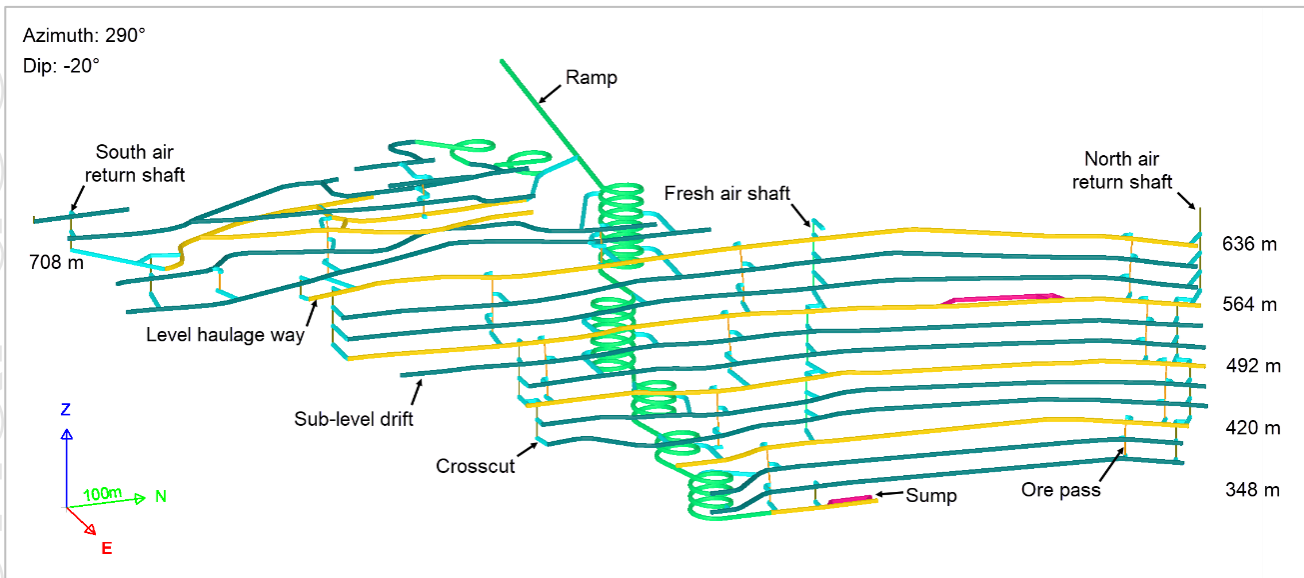 Azimuth: 290°
Dip: -20°
Ramp
South air
return shaft
North air
return shaft
Fresh air shaft
636 m
708 m
564 m
Level haulage way
492 m
Sub-level drift
420 m
Crosscut
Ore pass
348 m
Sump
Z
100m
N
E